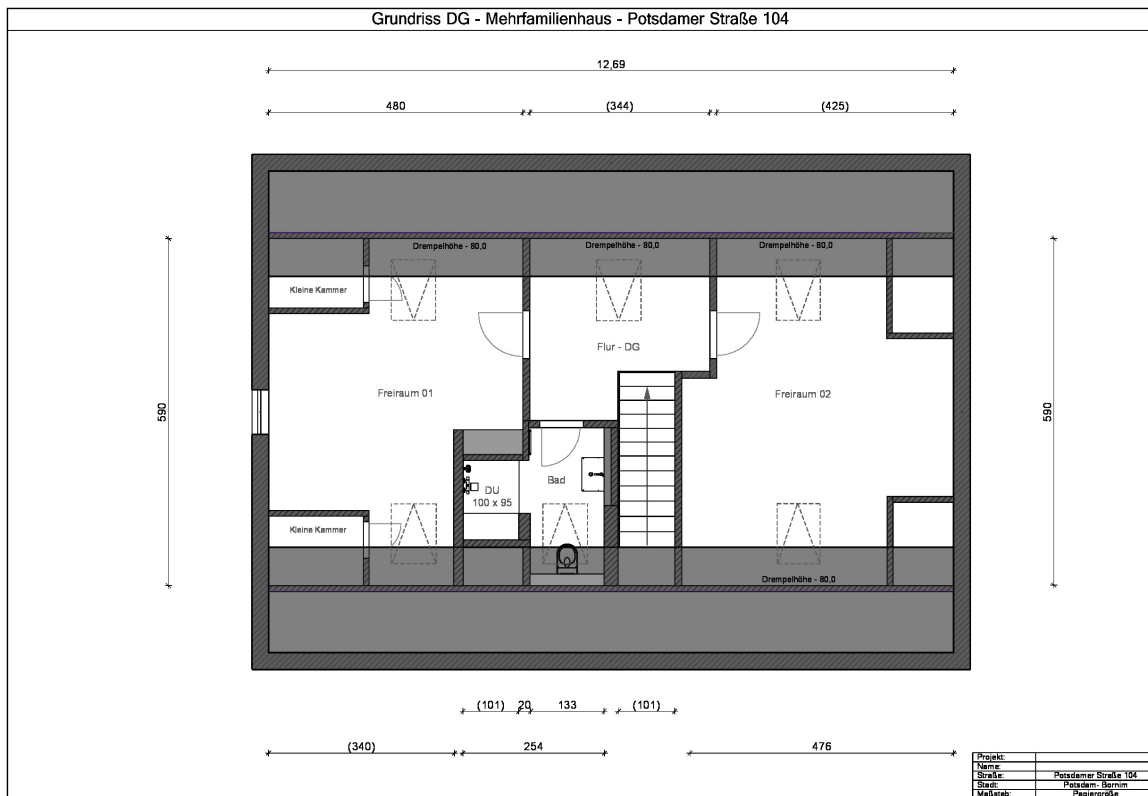 Grundriss DG - Mehrfamilienhaus - Potsdamer Straße 104
12,69
480 (344) (425)
Drempelhöhe - 80,0 Drempelhöhe - 80,0 Drempelhöhe - 80,0
Kleine Kammer
Flur - DG
Freiraum 01 Freiraum 02
590 590
Bad
DU
100 x 95
Kleine Kammer
Drempelhöhe - 80,0
(101) 20 133 (101)
(340) 254 476
Projekt:
Name:
Straße: Potsdamer Straße 104
Stadt: Potsdam- Bornim
Maßstab: Papiergröße